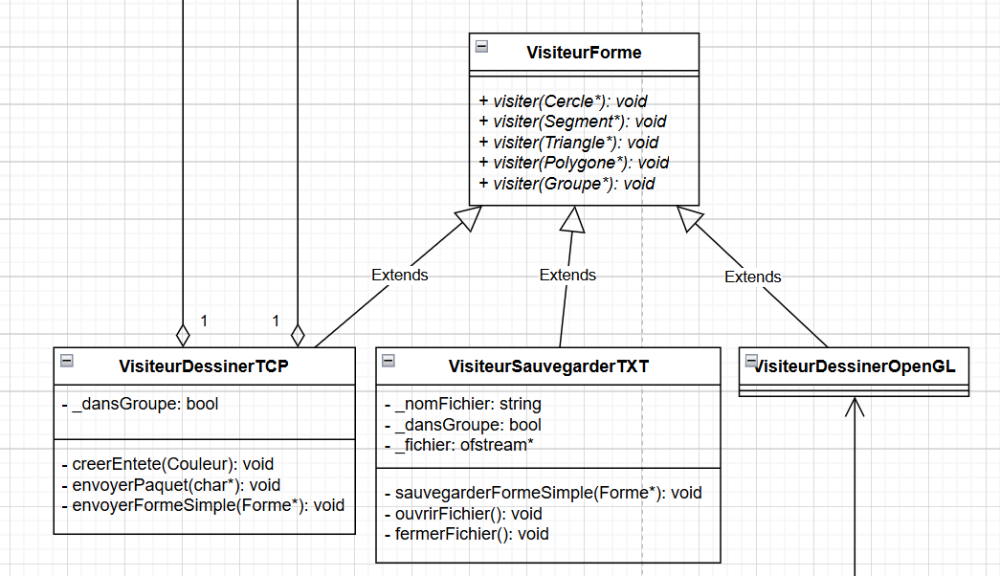 VisiteurForme
+ visiter(Cercle*): void
+ visiter(Segment*): void
+ visiter(Triangle*): void
+ visiter(Polygone*): void
+ visiter(Groupe*): void
Extends
Extends
Extends
1
1
VisiteurDessinerTCP
- _dansGroupe: bool
- creerEntete(Couleur): void
- envoyerPaquet(char*): void
- envoyerFormeSimple(Forme*): void
VisiteurSauvegarderTXT
- _nomFichier: string
- _dansGroupe: bool
- _fichier: ofstream*
- sauvegarderFormeSimple(Forme*): void
- ouvrirFichier(): void
- fermerFichier(): void
VisiteurDessinerOpenGL